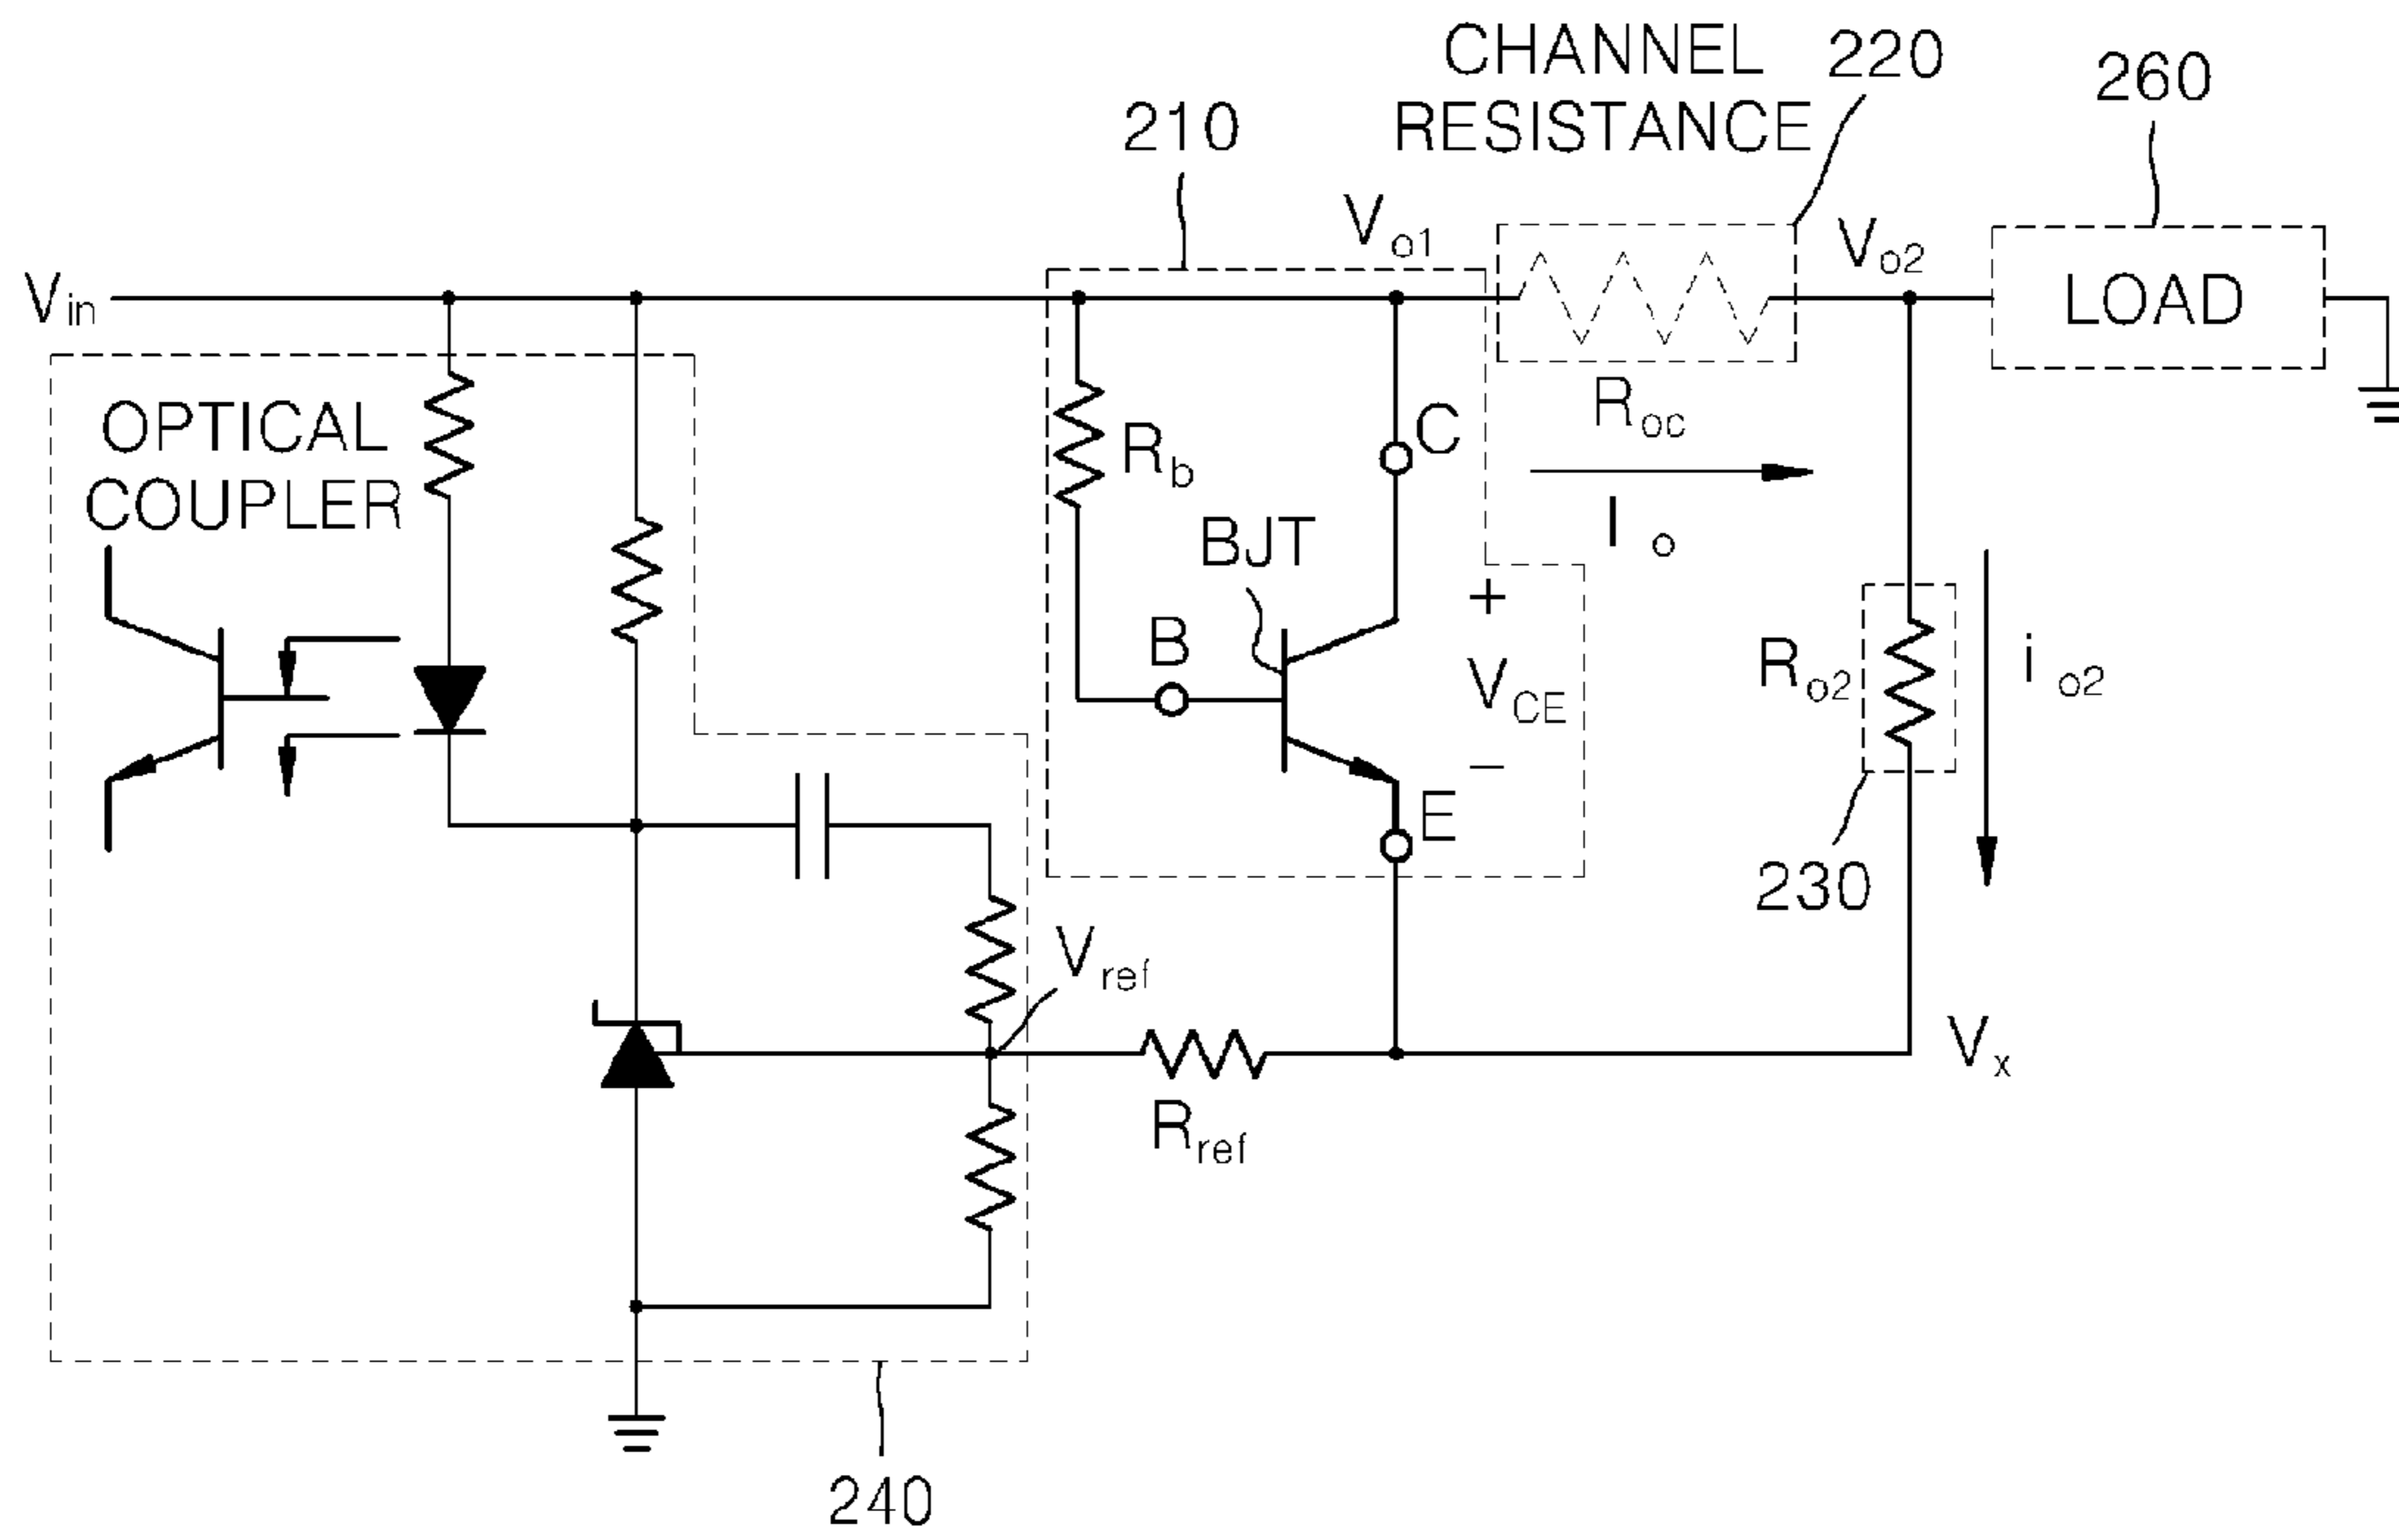 CHANNEL
RESISTANCE
220
260
210
V_o1
V_o2
V_in
LOAD
OPTICAL
COUPLER
R_b
C
R_oc
I_o
BJT
B
+
V_CE
−
E
R_o2
i_o2
230
V_ref
V_x
R_ref
240